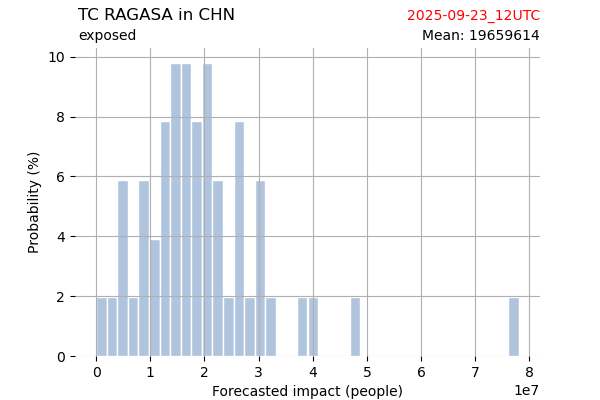 TC RAGASA in CHN
2025-09-23_12UTC
exposed
Mean: 19659614
10
8
6
4
2
0
Probability (%)
0 1 2 3 4 5 6 7 8
1e7
Forecasted impact (people)